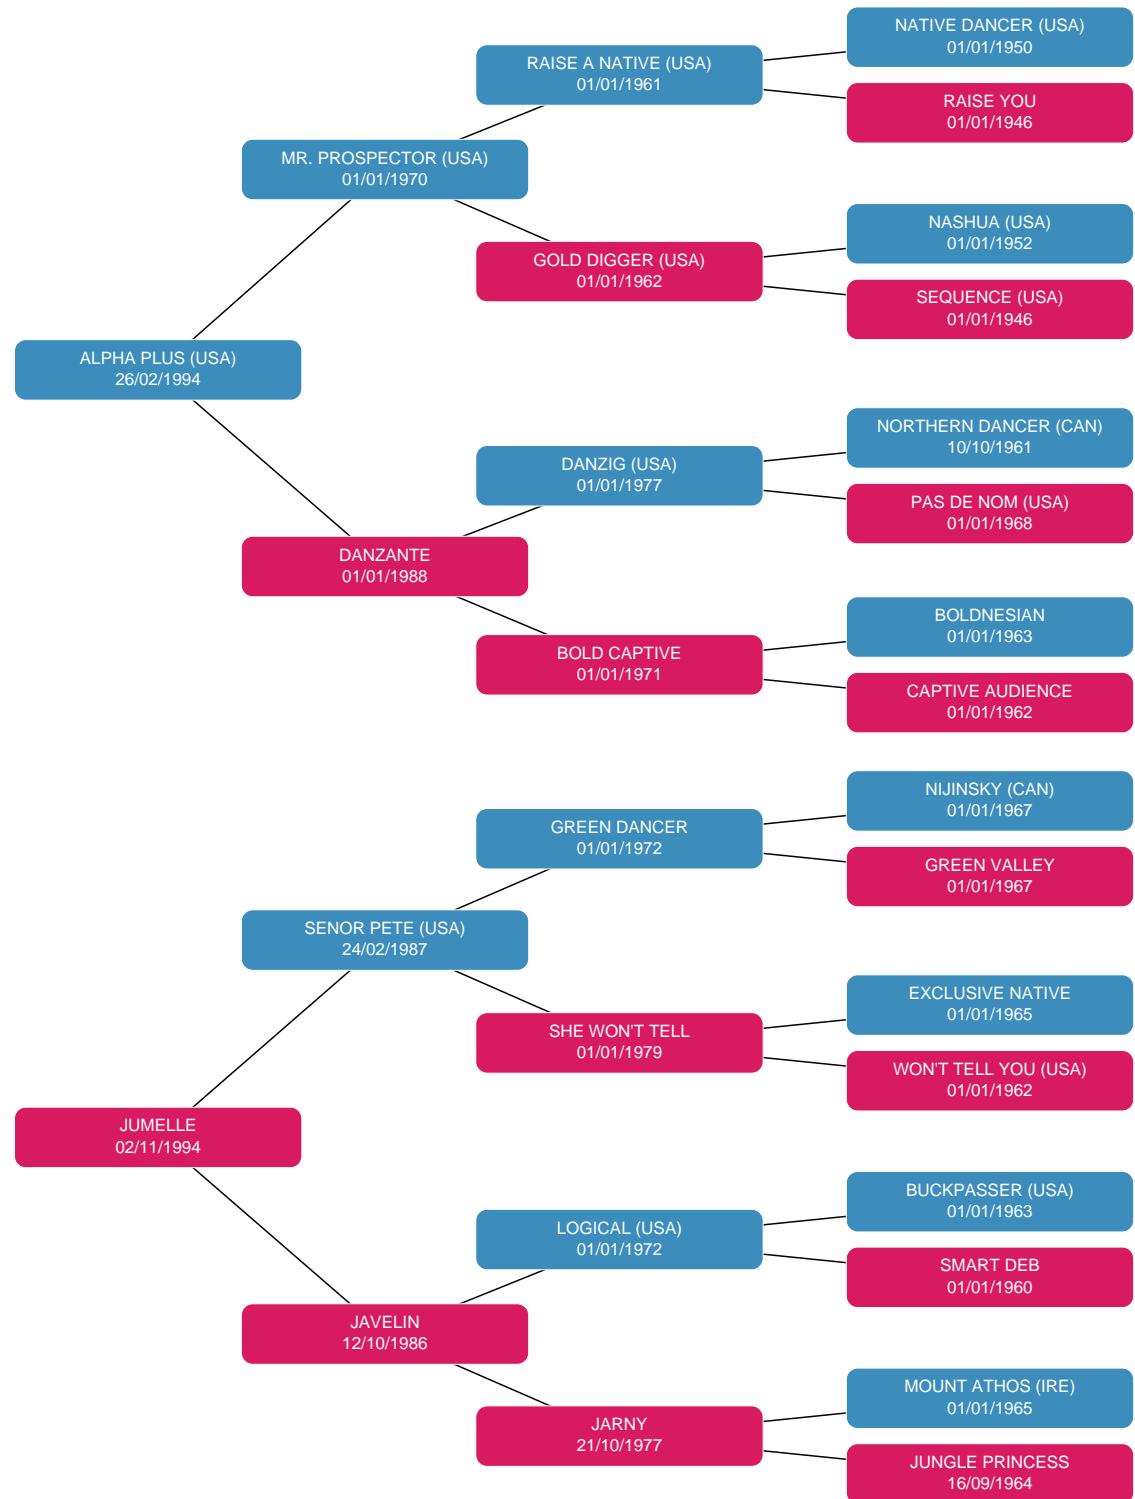 NATIVE DANCER (USA)
01/01/1950
RAISE A NATIVE (USA)
01/01/1961
RAISE YOU
01/01/1946
MR. PROSPECTOR (USA)
01/01/1970
NASHUA (USA)
01/01/1952
GOLD DIGGER (USA)
01/01/1962
SEQUENCE (USA)
01/01/1946
ALPHA PLUS (USA)
26/02/1994
NORTHERN DANCER (CAN)
10/10/1961
DANZIG (USA)
01/01/1977
PAS DE NOM (USA)
01/01/1968
DANZANTE
01/01/1988
BOLDNESIAN
01/01/1963
BOLD CAPTIVE
01/01/1971
CAPTIVE AUDIENCE
01/01/1962
NIJINSKY (CAN)
01/01/1967
GREEN DANCER
01/01/1972
GREEN VALLEY
01/01/1967
SENOR PETE (USA)
24/02/1987
EXCLUSIVE NATIVE
01/01/1965
SHE WON'T TELL
01/01/1979
WON'T TELL YOU (USA)
01/01/1962
JUMELLE
02/11/1994
BUCKPASSER (USA)
01/01/1963
LOGICAL (USA)
01/01/1972
SMART DEB
01/01/1960
JAVELIN
12/10/1986
MOUNT ATHOS (IRE)
01/01/1965
JARNY
21/10/1977
JUNGLE PRINCESS
16/09/1964